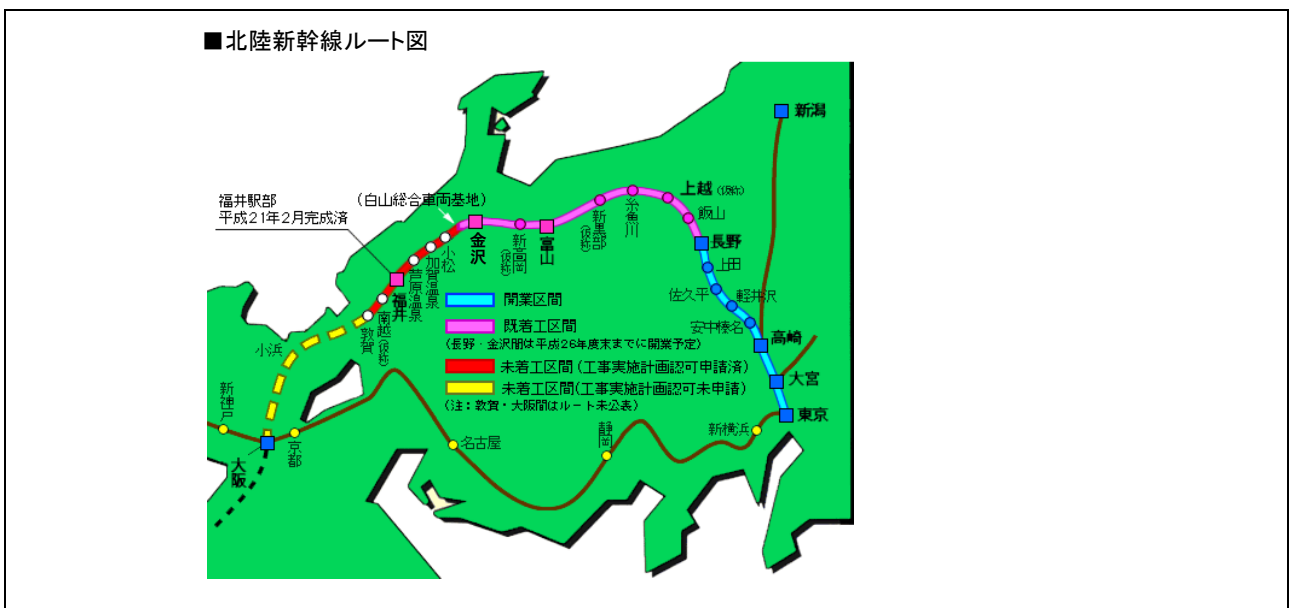 ■北陸新幹線ルート図
新潟
福井駅部
平成21年2月完成済
(白山総合車両基地)
上越(仮称)
飯山
糸魚川
新黒部
(仮称)
富山
新高岡
(仮称)
金沢
小松
加賀温泉
芦原温泉
福井
南越(仮称)
敦賀
小浜
長野
上田
佐久平
軽井沢
安中榛名
高崎
大宮
東京
開業区間
既着工区間
(長野・金沢間は平成26年度末までに開業予定)
未着工区間(工事実施計画認可申請済)
未着工区間(工事実施計画認可未申請)
(注:敦賀・大阪間はルート未公表)
新神戸
大阪
京都
名古屋
静岡
新横浜